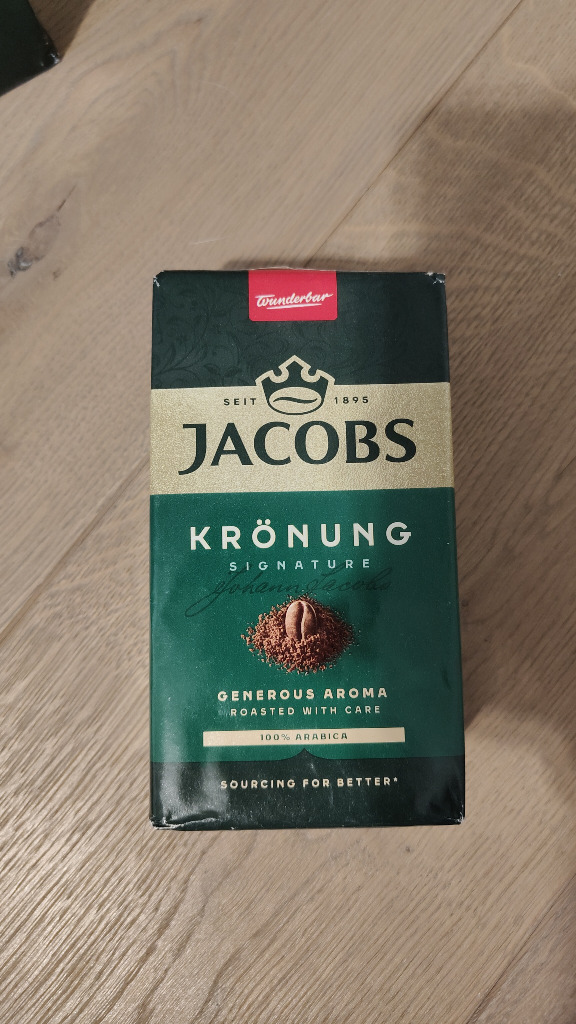 Wunderbar
SEIT 1895
JACOBS
KRÖNUNG
SIGNATURE
Johann Jacobs
GENEROUS AROMA
ROASTED WITH CARE
100% ARABICA
SOURCING FOR BETTER*